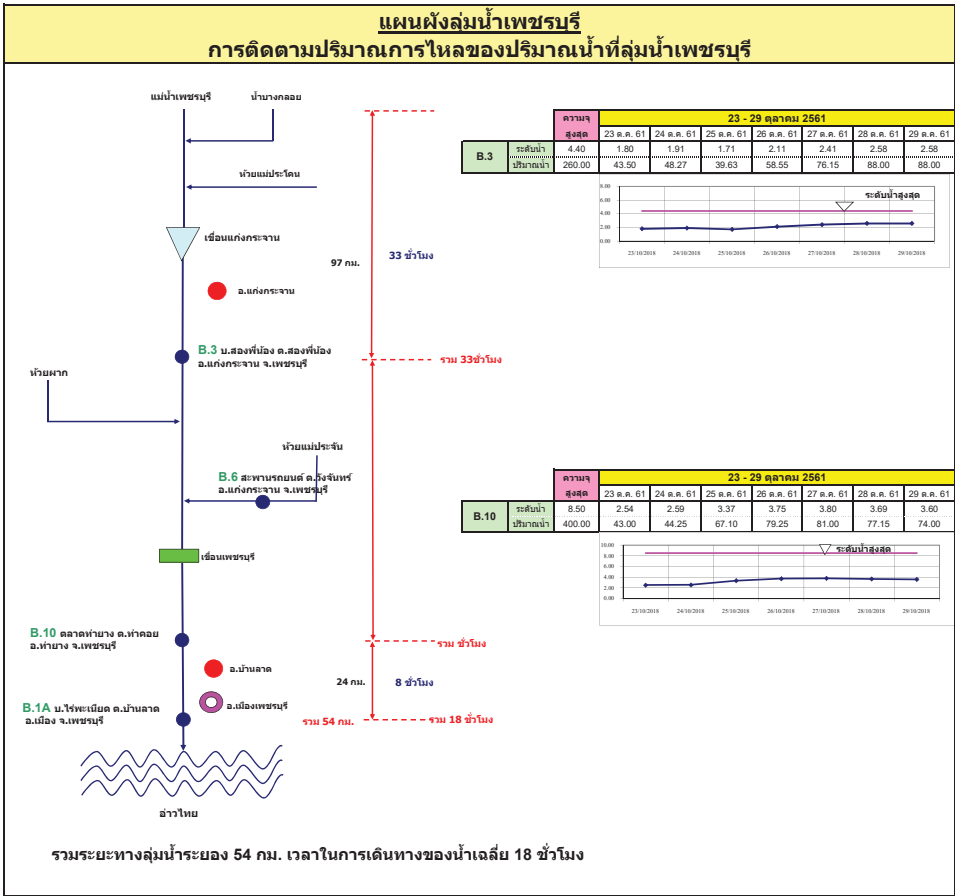 แผนผังลุ่มน้ำเพชรบุรี
การติดตามปริมาณการไหลของปริมาณน้ำที่ลุ่มน้ำเพชรบุรี
แม่น้ำเพชรบุรี
น้ำบางกลอย
ห้วยแม่ประโดน
เขื่อนแก่งกระจาน
97 กม.
33 ชั่วโมง
อ.แก่งกระจาน
B.3 บ.สองพี่น้อง ต.สองพี่น้อง
อ.แก่งกระจาน จ.เพชรบุรี
รวม 33ชั่วโมง
ห้วยผาก
ห้วยแม่ประจัน
B.6 สะพานรถยนต์ ต.วังจันทร์
อ.แก่งกระจาน จ.เพชรบุรี
เขื่อนเพชรบุรี
B.10 ตลาดท่ายาง ต.ท่าคอย
อ.ท่ายาง จ.เพชรบุรี
รวม ชั่วโมง
อ.บ้านลาด
24 กม.
8 ชั่วโมง
อ.เมืองเพชรบุรี
B.1A บ.ไร่พะเนียด ต.บ้านลาด
อ.เมือง จ.เพชรบุรี
รวม 54 กม.
รวม 18 ชั่วโมง
อ่าวไทย
รวมระยะทางลุ่มน้ำระยอง 54 กม. เวลาในการเดินทางของน้ำเฉลี่ย 18 ชั่วโมง
ความจุ 23 - 29 ตุลาคม 2561
สูงสุด 23 ต.ค. 61 24 ต.ค. 61 25 ต.ค. 61 26 ต.ค. 61 27 ต.ค. 61 28 ต.ค. 61 29 ต.ค. 61
B.3
ระดับน้ำ 4.40 1.80 1.91 1.71 2.11 2.41 2.58 2.58
ปริมาณน้ำ 260.00 43.50 48.27 39.63 58.55 76.15 88.00 88.00
8.00
ระดับน้ำสูงสุด
6.00
4.00
2.00
0.00
23/10/2018 24/10/2018 25/10/2018 26/10/2018 27/10/2018 28/10/2018 29/10/2018
ความจุ 23 - 29 ตุลาคม 2561
สูงสุด 23 ต.ค. 61 24 ต.ค. 61 25 ต.ค. 61 26 ต.ค. 61 27 ต.ค. 61 28 ต.ค. 61 29 ต.ค. 61
B.10
ระดับน้ำ 8.50 2.54 2.59 3.37 3.75 3.80 3.69 3.60
ปริมาณน้ำ 400.00 43.00 44.25 67.10 79.25 81.00 77.15 74.00
10.00
ระดับน้ำสูงสุด
8.00
6.00
4.00
2.00
0.00
23/10/2018 24/10/2018 25/10/2018 26/10/2018 27/10/2018 28/10/2018 29/10/2018